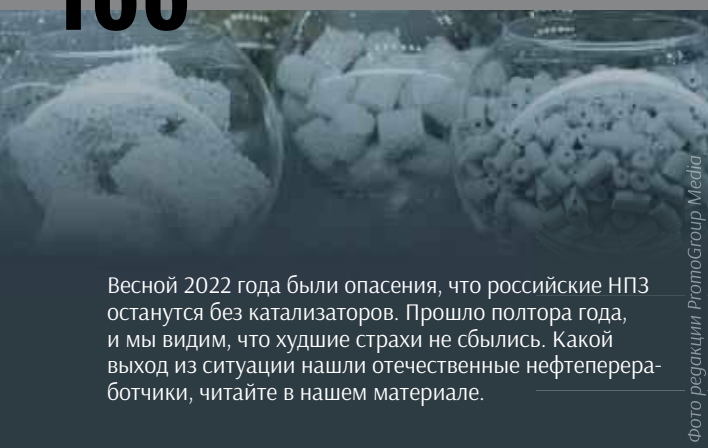 100
Весной 2022 года были опасения, что российские НПЗ
останутся без катализаторов. Прошло полтора года,
и мы видим, что худшие страхи не сбылись. Какой
выход из ситуации нашли отечественные нефтеперера-
ботчики, читайте в нашем материале.
Фото редакции PromoGroup Media